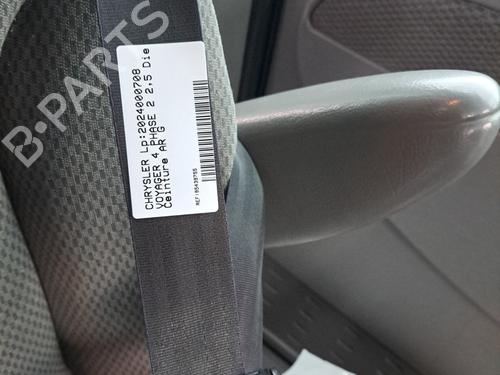 CHRYSLER Lp:2024000708
VOYAGER 4 PHASE 2 2,5 Die
Ceinture AR G
B-PARTS